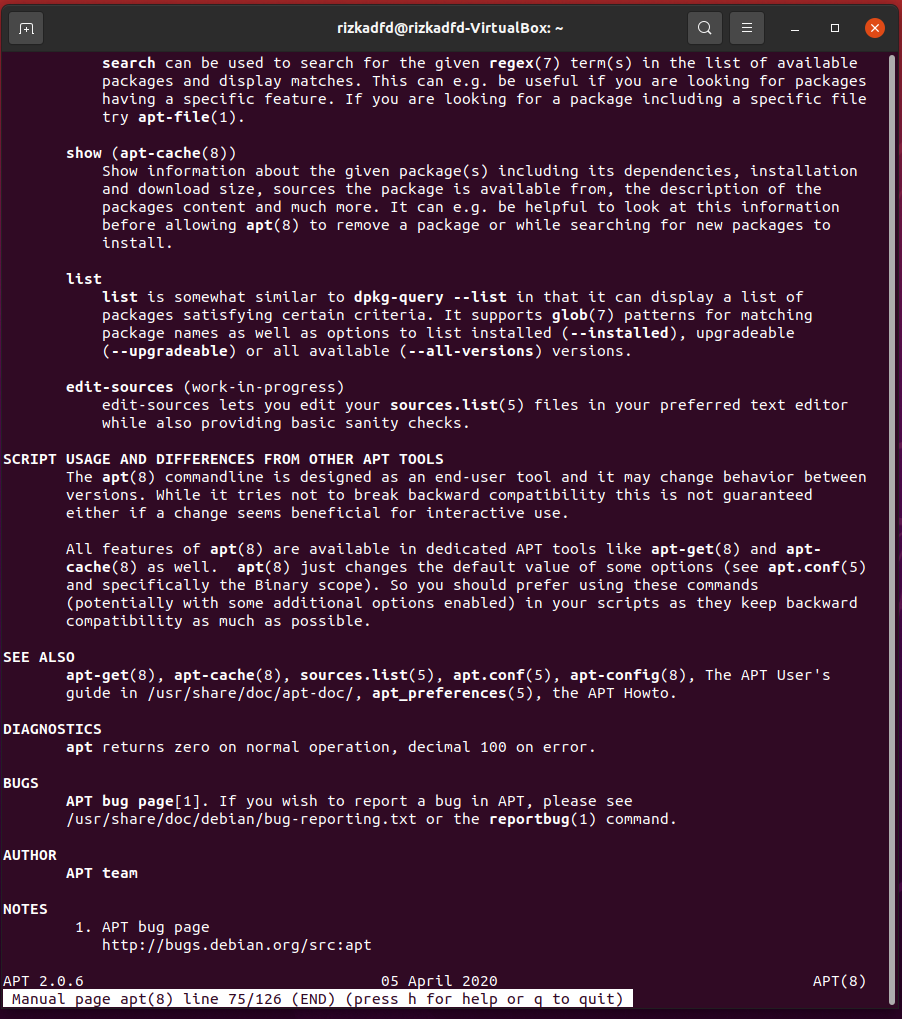 rizkadfd@rizkadfd-VirtualBox: ~
search can be used to search for the given regex(7) term(s) in the list of available
packages and display matches. This can e.g. be useful if you are looking for packages
having a specific feature. If you are looking for a package including a specific file
try apt-file(1).
show (apt-cache(8))
Show information about the given package(s) including its dependencies, installation
and download size, sources the package is available from, the description of the
packages content and much more. It can e.g. be helpful to look at this information
before allowing apt(8) to remove a package or while searching for new packages to
install.
list
list is somewhat similar to dpkg-query --list in that it can display a list of
packages satisfying certain criteria. It supports glob(7) patterns for matching
package names as well as options to list installed (--installed), upgradeable
(--upgradeable) or all available (--all-versions) versions.
edit-sources (work-in-progress)
edit-sources lets you edit your sources.list(5) files in your preferred text editor
while also providing basic sanity checks.
SCRIPT USAGE AND DIFFERENCES FROM OTHER APT TOOLS
The apt(8) commandline is designed as an end-user tool and it may change behavior between
versions. While it tries not to break backward compatibility this is not guaranteed
either if a change seems beneficial for interactive use.
All features of apt(8) are available in dedicated APT tools like apt-get(8) and apt-
cache(8) as well.  apt(8) just changes the default value of some options (see apt.conf(5)
and specifically the Binary scope). So you should prefer using these commands
(potentially with some additional options enabled) in your scripts as they keep backward
compatibility as much as possible.
SEE ALSO
apt-get(8), apt-cache(8), sources.list(5), apt.conf(5), apt-config(8), The APT User's
guide in /usr/share/doc/apt-doc/, apt_preferences(5), the APT Howto.
DIAGNOSTICS
apt returns zero on normal operation, decimal 100 on error.
BUGS
APT bug page[1]. If you wish to report a bug in APT, please see
/usr/share/doc/debian/bug-reporting.txt or the reportbug(1) command.
AUTHOR
APT team
NOTES
1. APT bug page
http://bugs.debian.org/src:apt
APT 2.0.6 05 April 2020 APT(8)
Manual page apt(8) line 75/126 (END) (press h for help or q to quit)